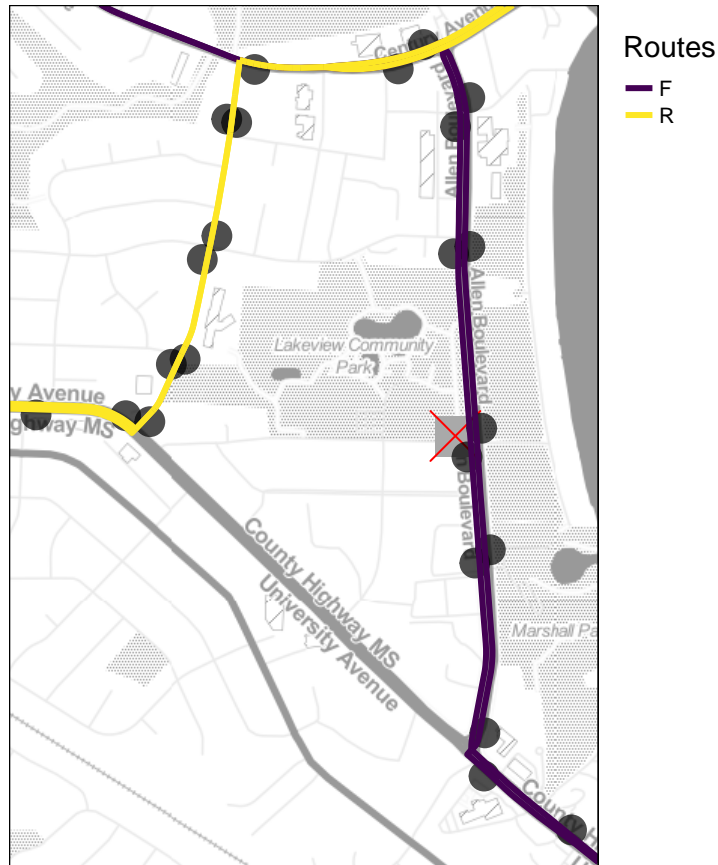 Century Avenue
Routes
F
R
Allen Boulevard
Allen Boulevard
Lakeview Community
Park
y Avenue
ghway MS
n Boulevard
County Highway MS
University Avenue
Marshall Pa
County H